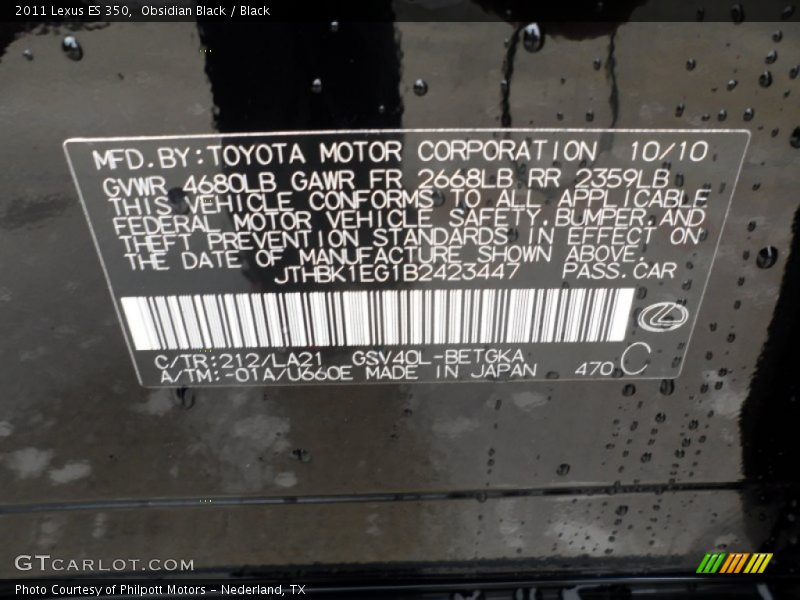 2011 Lexus ES 350, Obsidian Black / Black
MFD.BY:TOYOTA MOTOR CORPORATION 10/10
GVWR 4680LB GAWR FR 2668LB RR 2359LB
THIS VEHICLE CONFORMS TO ALL APPLICABLE
FEDERAL MOTOR VEHICLE SAFETY, BUMPER, AND
THEFT PREVENTION STANDARDS IN EFFECT ON
THE DATE OF MANUFACTURE SHOWN ABOVE.
JTHBK1EG1B2423447 PASS.CAR
C/TR:212/LA21 GSV40L-BETGKA
A/TM:-01A/U660E MADE IN JAPAN 470 C
GTCARLOT.COM
Photo Courtesy of Philpott Motors – Nederland, TX